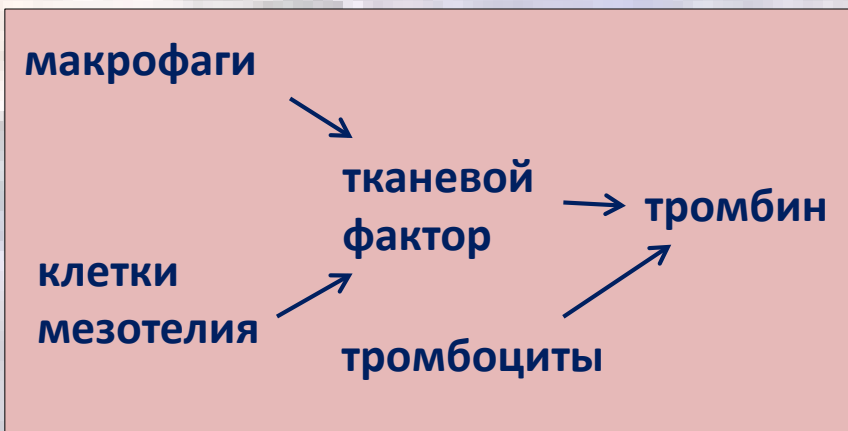 макрофаги
тканевой
фактор
тромбин
клетки
мезотелия
тромбоциты